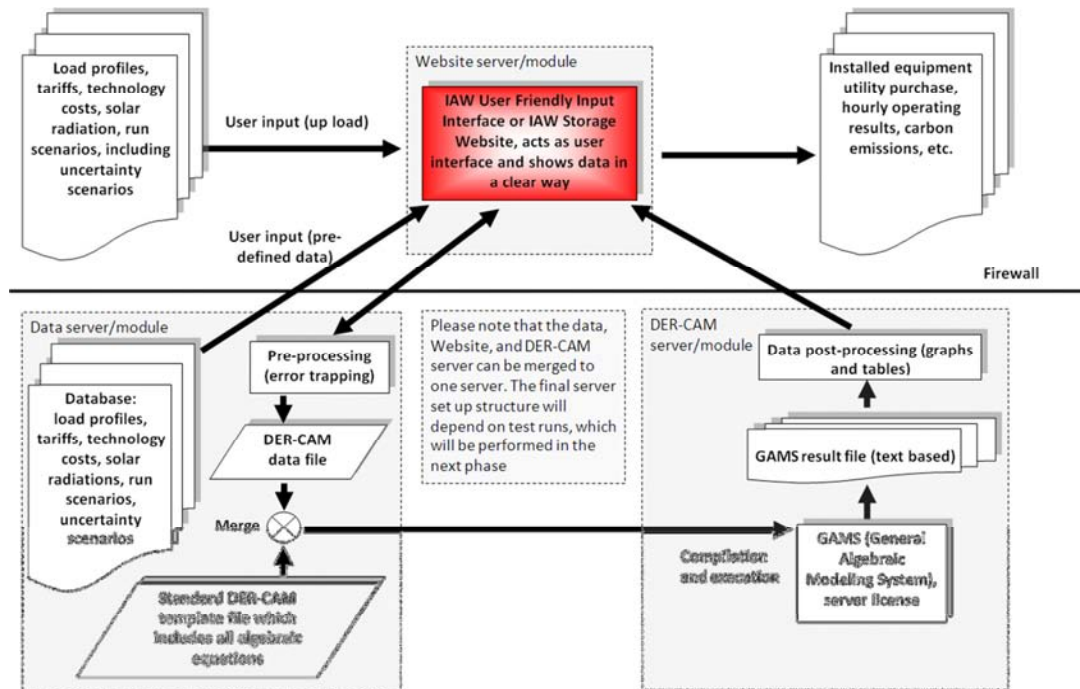 Load profiles,
tariffs, technology
costs, solar
radiation, run
scenarios, including
uncertainty
scenarios
User input (up load)
Website server/module
IAW User Friendly Input
Interface or IAW Storage
Website, acts as user
interface and shows data in
a clear way
Installed equipment
utility purchase,
hourly operating
results, carbon
emissions, etc.
User input (pre-
defined data)
Firewall
Data server/module
Database:
load profiles,
tariffs, technology
costs, solar
radiations, run
scenarios,
uncertainty
scenarios
Pre-processing
(error trapping)
DER-CAM
data file
Merge
Standard DER-CAM
template file which
includes all algebraic
equations
Please note that the data,
Website, and DER-CAM
server can be merged to
one server. The final server
set up structure will
depend on test runs, which
will be performed in the
next phase
DER-CAM
server/module
Data post-processing (graphs
and tables)
GAMS result file (text based)
Compilation
and execution
GAMS (General
Algebraic
Modeling System),
server license